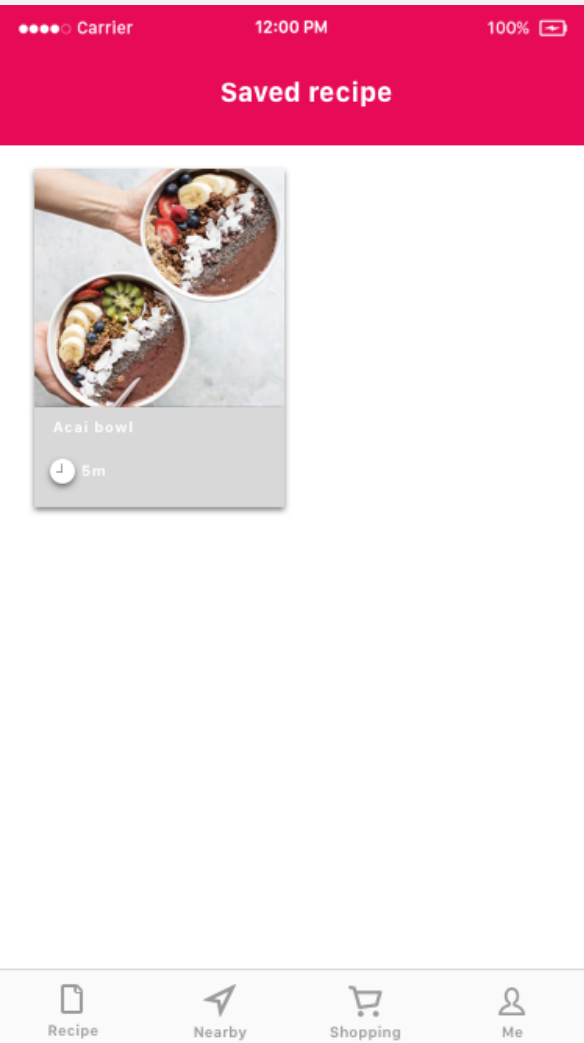 Carrier 12:00 PM 100%
Saved recipe
Acai bowl
5m
Recipe Nearby Shopping Me